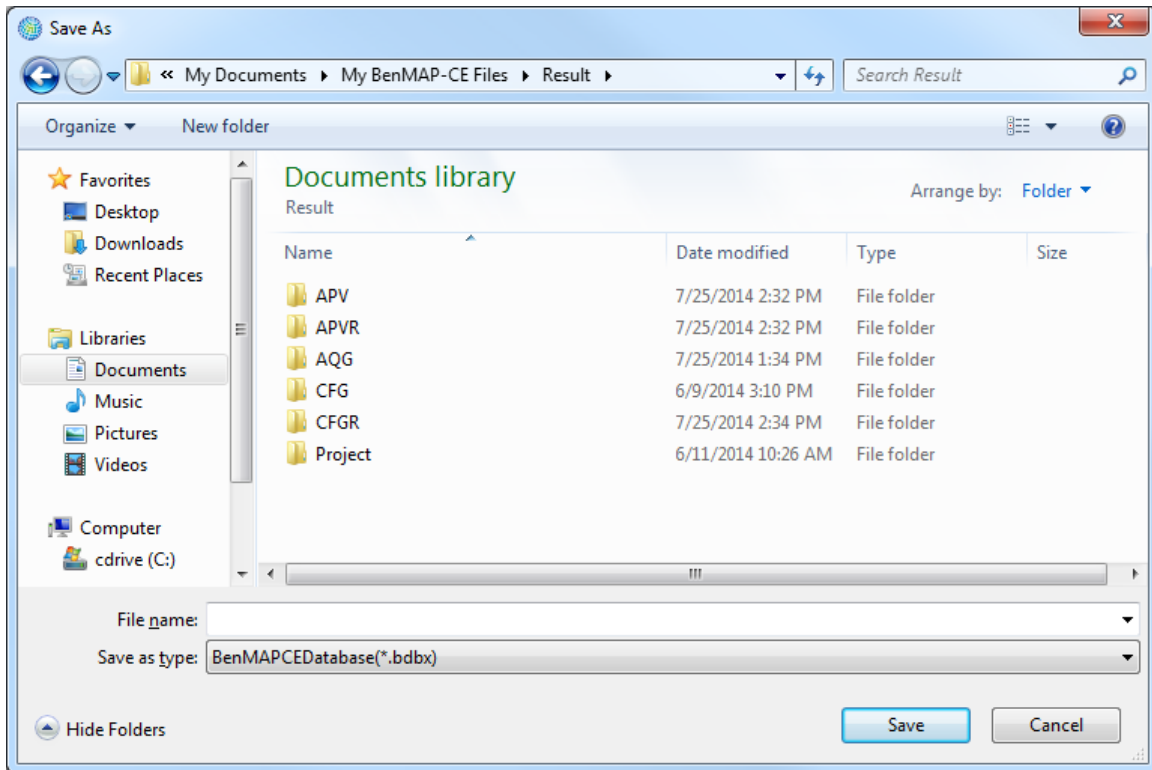 Save As
« My Documents ▸ My BenMAP-CE Files ▸ Result ▸
Search Result
Organize ▾ New folder
Favorites
Desktop
Downloads
Recent Places
Libraries
Documents
Music
Pictures
Videos
Computer
cdrive (C:)
Documents library
Result
Arrange by: Folder ▾
Name Date modified Type Size
APV 7/25/2014 2:32 PM File folder
APVR 7/25/2014 2:32 PM File folder
AQG 7/25/2014 1:34 PM File folder
CFG 6/9/2014 3:10 PM File folder
CFGR 7/25/2014 2:34 PM File folder
Project 6/11/2014 10:26 AM File folder
File name:
Save as type: BenMAPCEDatabase(*.bdbx)
Hide Folders
Save Cancel